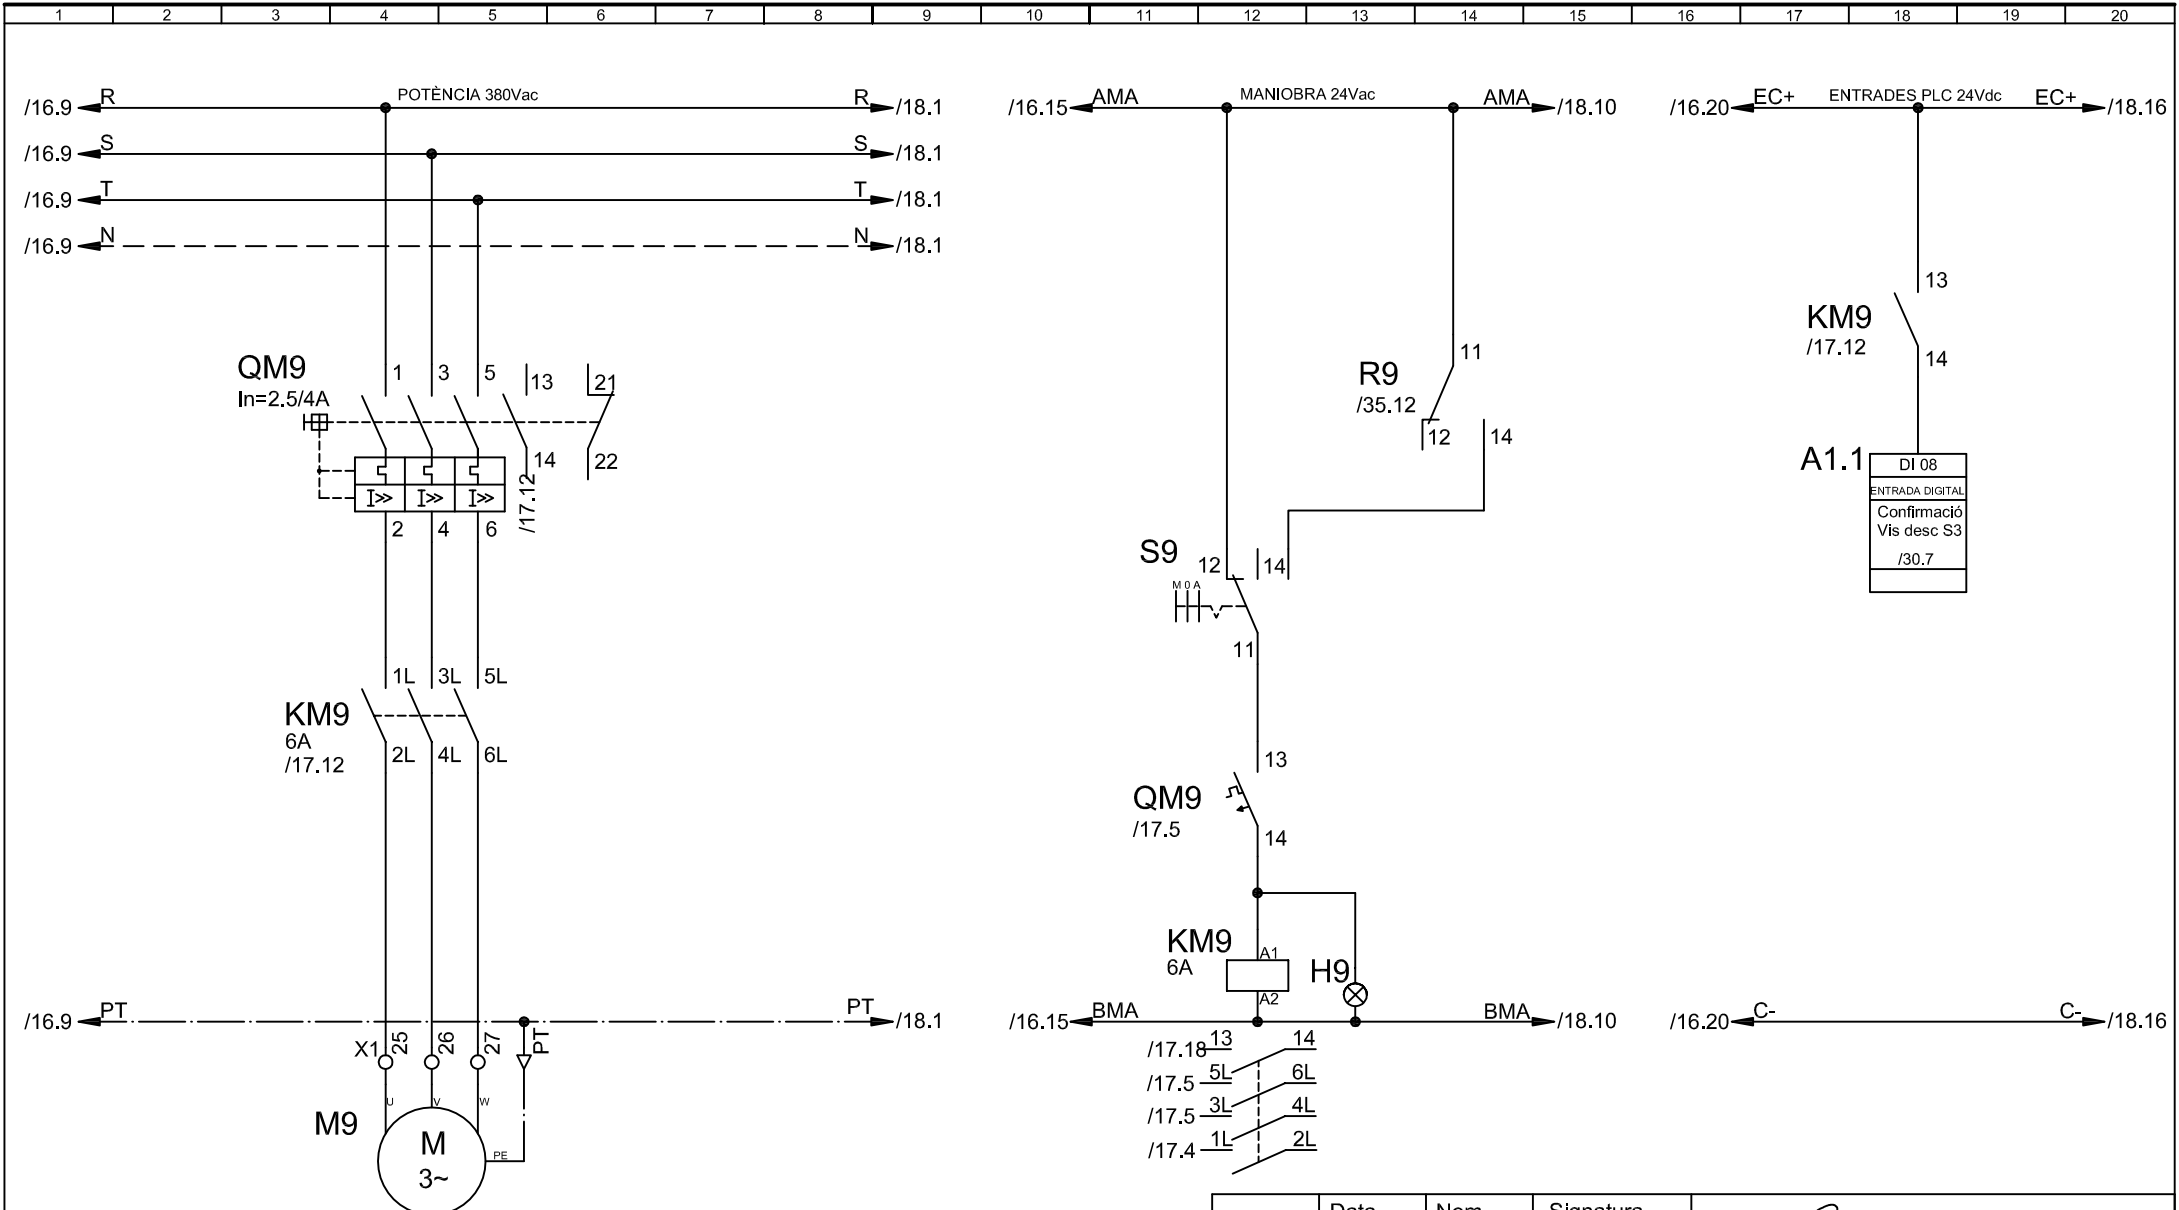 1 2 3 4 5 6 7 8 9 10 11 12 13 14 15 16 17 18 19 20
/16.9 R POTÈNCIA 380Vac R /18.1
/16.9 S S /18.1
/16.9 T T /18.1
/16.9 N N /18.1
QM9
In=2.5/4A
1 3 5 13 21
14 22
I>> I>> I>>
2 4 6
/17.12
1L 3L 5L
KM9
6A
/17.12
2L 4L 6L
/16.9 PT PT /18.1
X1 25 26 27 PT
U V W
M9
M
3~
PE
/16.15 AMA MANIOBRA 24Vac AMA /18.10
R9
/35.12
11
12 14
S9
12 14
M 0 A
11
QM9
/17.5
13
14
KM9
6A
A1
A2
H9
/16.15 BMA BMA /18.10
/17.18 13 14
/17.5 5L 6L
/17.5 3L 4L
/17.4 1L 2L
/16.20 EC+ ENTRADES PLC 24Vdc EC+ /18.16
KM9
/17.12
13
14
A1.1
DI 08
ENTRADA DIGITAL
Confirmació
Vis desc S3
/30.7
/16.20 C- C- /18.16
Data Nom Signatura